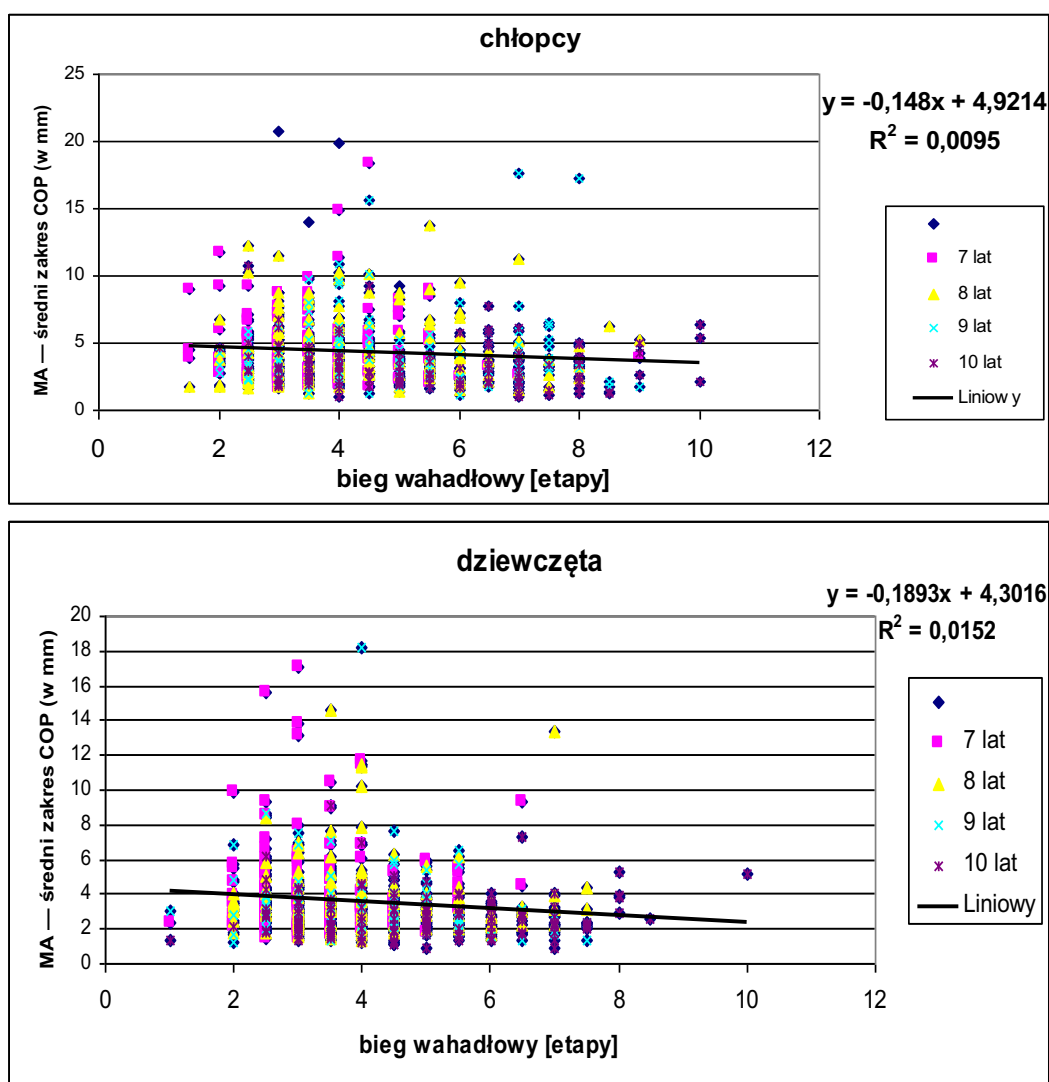 chłopcy
y = -0,148x + 4,9214
R² = 0,0095
MA — średni zakres COP (w mm)
25
20
15
10
5
0
0 2 4 6 8 10 12
bieg wahadłowy [etapy]
7 lat
8 lat
9 lat
10 lat
Liniow y
dziewczęta
y = -0,1893x + 4,3016
R² = 0,0152
MA — średni zakres COP (w mm)
20
18
16
14
12
10
8
6
4
2
0
0 2 4 6 8 10 12
bieg wahadłowy [etapy]
7 lat
8 lat
9 lat
10 lat
Liniowy